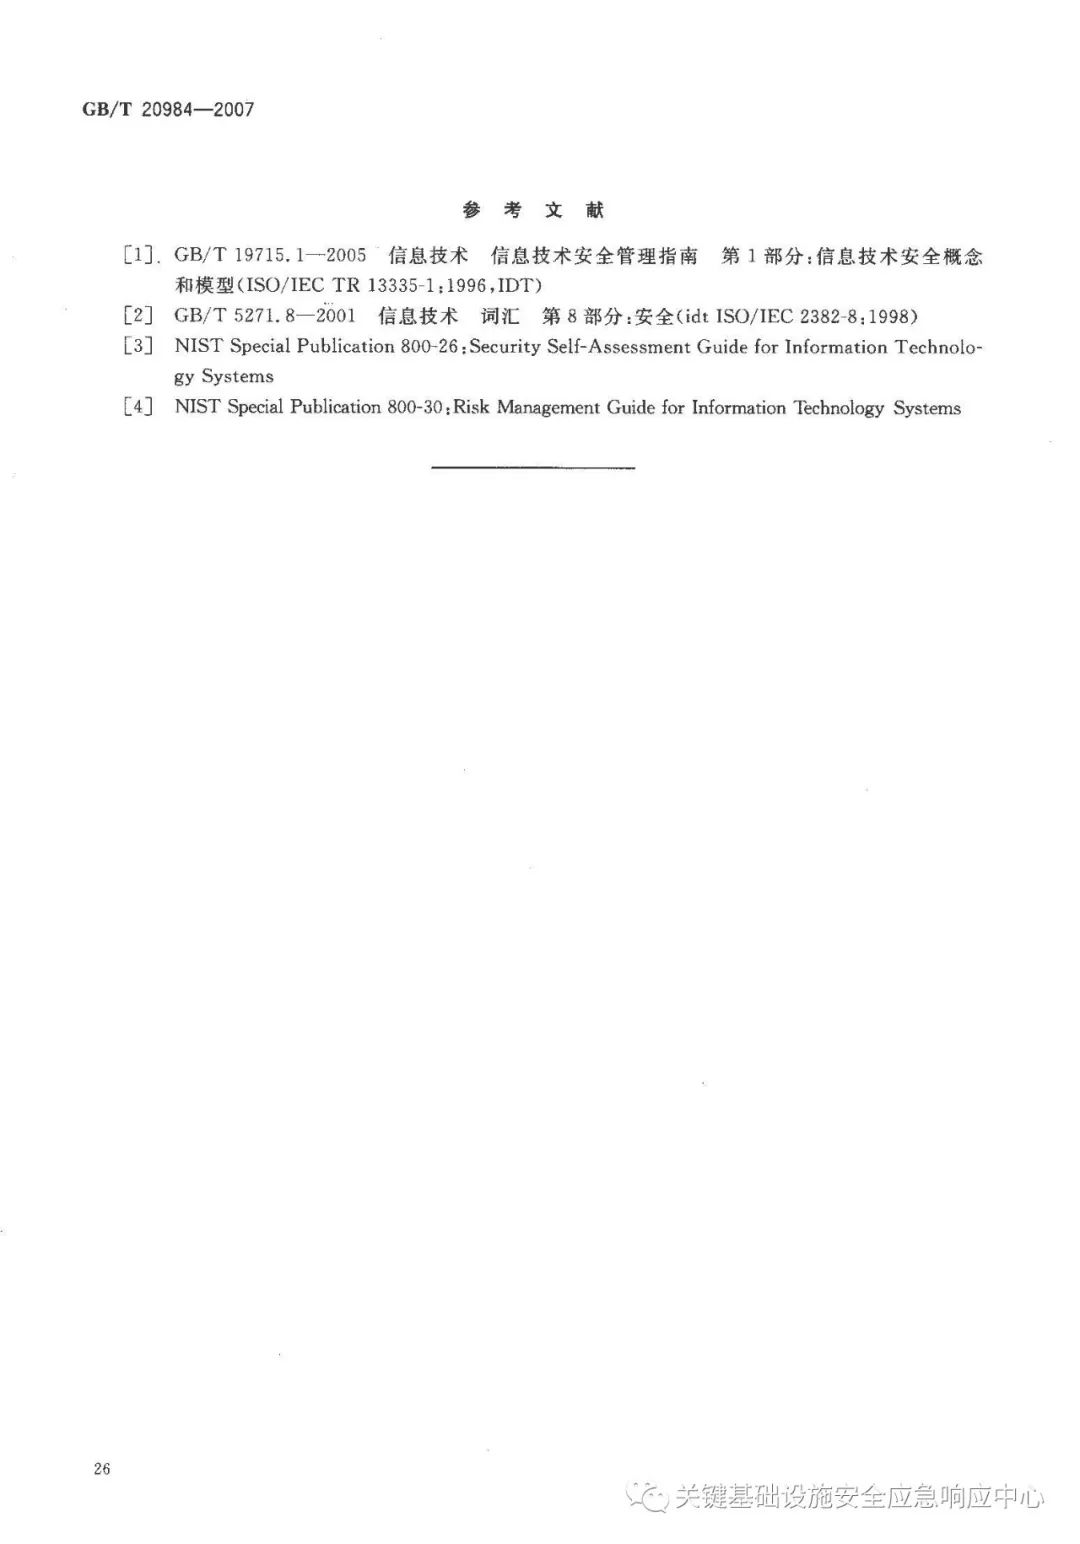 GB/T 20984—2007
参 考 文 献
[1]. GB/T 19715.1—2005 信息技术 信息技术安全管理指南 第 1 部分:信息技术安全概念
和模型(ISO/IEC TR 13335-1:1996,IDT)
[2] GB/T 5271.8—2001 信息技术 词汇 第 8 部分:安全(idt ISO/IEC 2382-8:1998)
[3] NIST Special Publication 800-26:Security Self-Assessment Guide for Information Technolo-
gy Systems
[4] NIST Special Publication 800-30:Risk Management Guide for Information Technology Systems
26
关键基础设施安全应急响应中心